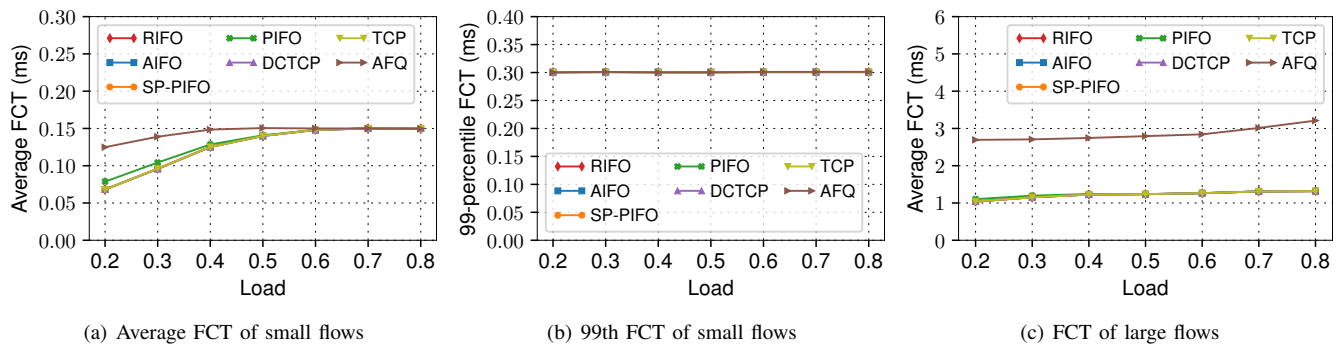 0.30
0.25
0.20
0.15
0.10
0.05
0.00
Average FCT (ms)
RIFO PIFO TCP
AIFO DCTCP AFQ
SP-PIFO
0.2 0.3 0.4 0.5 0.6 0.7 0.8
Load
(a) Average FCT of small flows
0.40
0.35
0.30
0.25
0.20
0.15
0.10
0.05
0.00
99-percentile FCT (ms)
RIFO PIFO TCP
AIFO DCTCP AFQ
SP-PIFO
0.2 0.3 0.4 0.5 0.6 0.7 0.8
Load
(b) 99th FCT of small flows
6
5
4
3
2
1
0
Average FCT (ms)
RIFO PIFO TCP
AIFO DCTCP AFQ
SP-PIFO
0.2 0.3 0.4 0.5 0.6 0.7 0.8
Load
(c) FCT of large flows